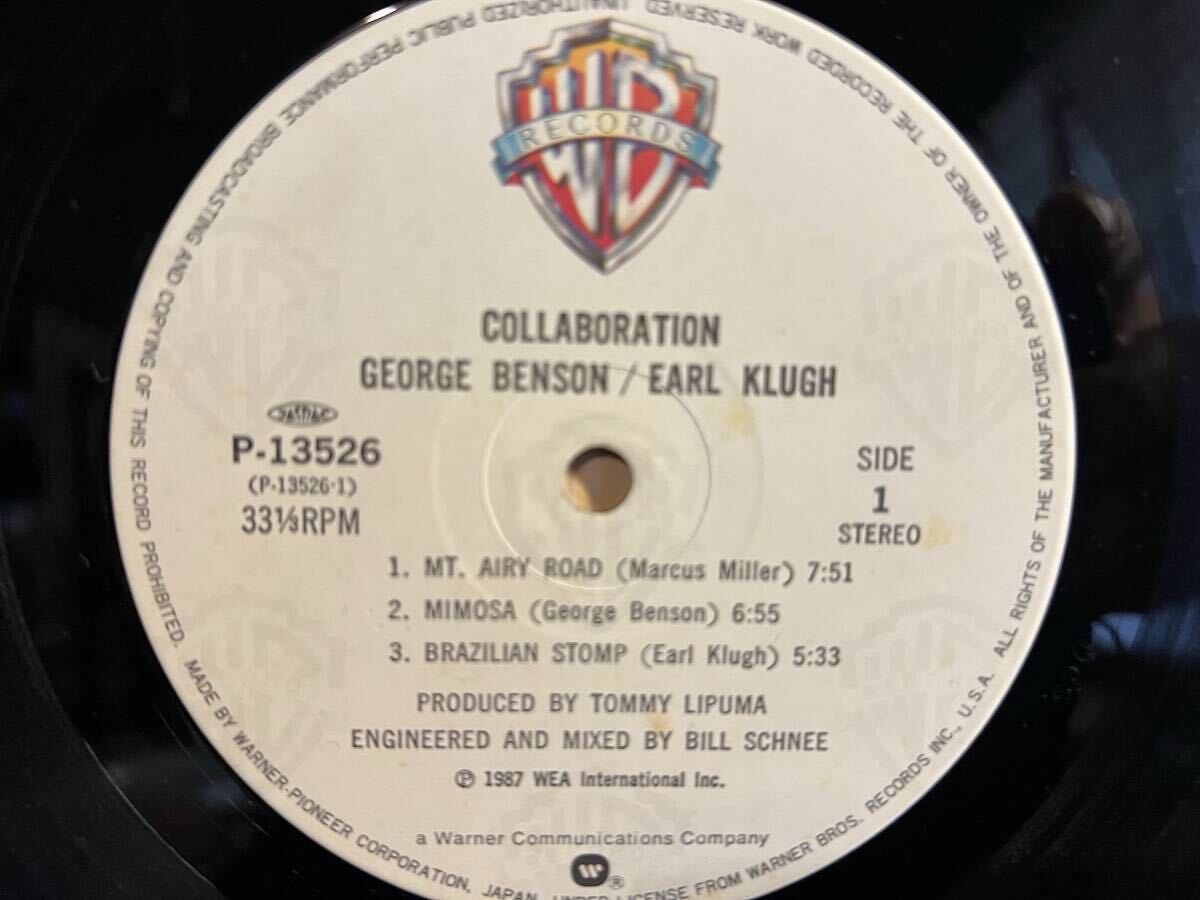 WB
RECORDS
COLLABORATION
GEORGE BENSON / EARL KLUGH
JASRAC
P-13526
(P-13526-1)
33⅓RPM
SIDE
1
STEREO
1. MT. AIRY ROAD (Marcus Miller) 7:51
2. MIMOSA (George Benson) 6:55
3. BRAZILIAN STOMP (Earl Klugh) 5:33
PRODUCED BY TOMMY LIPUMA
ENGINEERED AND MIXED BY BILL SCHNEE
Ⓟ 1987 WEA International Inc.
a Warner Communications Company
®
MADE BY WARNER-PIONEER CORPORATION, JAPAN, UNDER LICENSE FROM WARNER BROS. RECORDS INC., U.S.A. ALL RIGHTS OF THE MANUFACTURER AND OF THE OWNER OF THE RECORDED WORK RESERVED UNAUTHORIZED PUBLIC PERFORMANCE BROADCASTING AND COPYING OF THIS RECORD PROHIBITED.